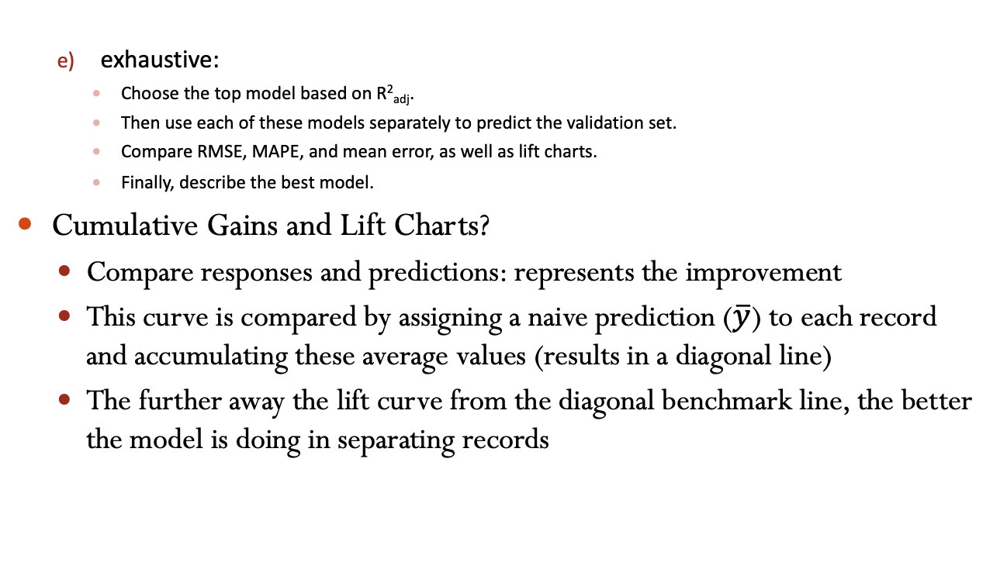 e) exhaustive:
• Choose the top model based on R²adj.
• Then use each of these models separately to predict the validation set.
• Compare RMSE, MAPE, and mean error, as well as lift charts.
• Finally, describe the best model.
• Cumulative Gains and Lift Charts?
• Compare responses and predictions: represents the improvement
• This curve is compared by assigning a naive prediction (ȳ) to each record
and accumulating these average values (results in a diagonal line)
• The further away the lift curve from the diagonal benchmark line, the better
the model is doing in separating records